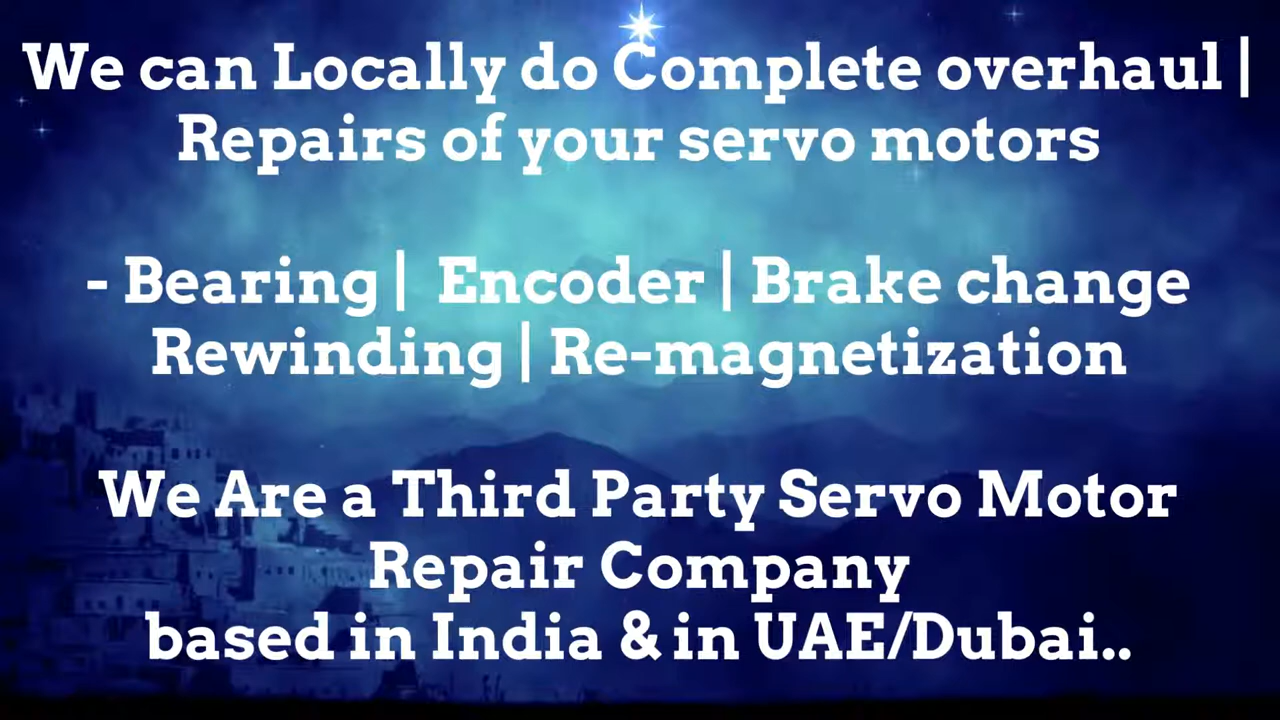 We can Locally do Complete overhaul |
Repairs of your servo motors
- Bearing | Encoder | Brake change
Rewinding | Re-magnetization
We Are a Third Party Servo Motor
Repair Company
based in India & in UAE/Dubai..